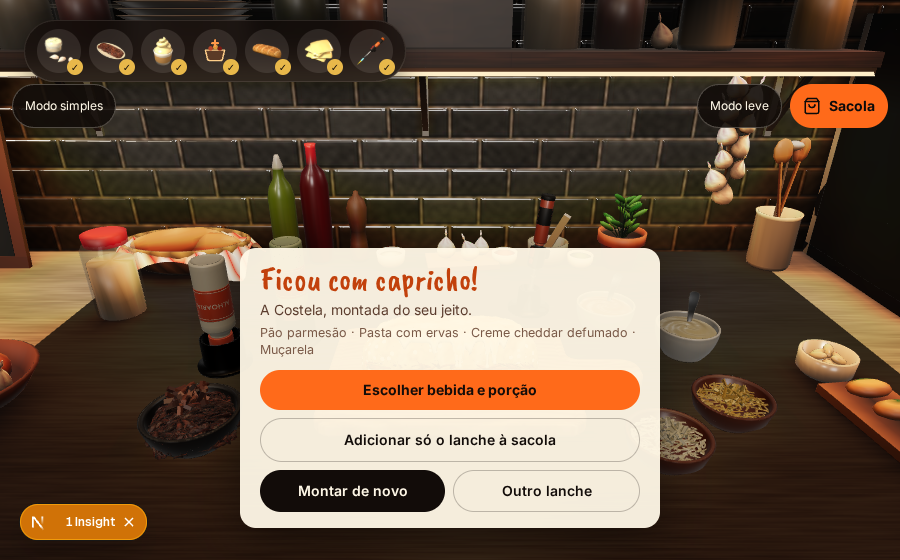 Modo simples
Modo leve
Sacola
Ficou com capricho!
A Costela, montada do seu jeito.
Pão parmesão · Pasta com ervas · Creme cheddar defumado ·
Muçarela
Escolher bebida e porção
Adicionar só o lanche à sacola
Montar de novo
Outro lanche
N
1 Insight